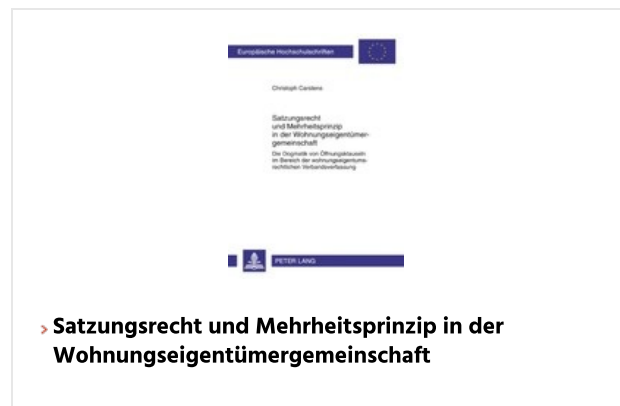 Europäische Hochschulschriften
Christoph Carstens
Satzungsrecht
und Mehrheitsprinzip
in der Wohnungseigentümer-
gemeinschaft
Die Dogmatik von Öffnungsklauseln
im Bereich der wohnungseigentums-
rechtlichen Verbandsverfassung
PETER LANG
Satzungsrecht und Mehrheitsprinzip in der
Wohnungseigentümergemeinschaft